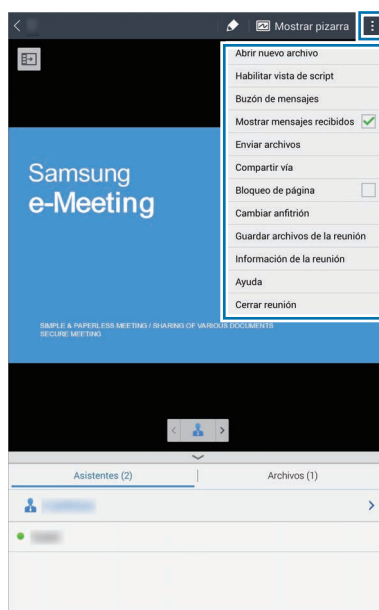 Mostrar pizarra
Abrir nuevo archivo
Habilitar vista de script
Buzón de mensajes
Mostrar mensajes recibidos
Enviar archivos
Compartir vía
Bloqueo de página
Cambiar anfitrión
Guardar archivos de la reunión
Información de la reunión
Ayuda
Cerrar reunión
Samsung
e-Meeting
SIMPLE & PAPERLESS MEETING / SHARING OF VARIOUS DOCUMENTS
SECURE MEETING
Asistentes (2)
Archivos (1)